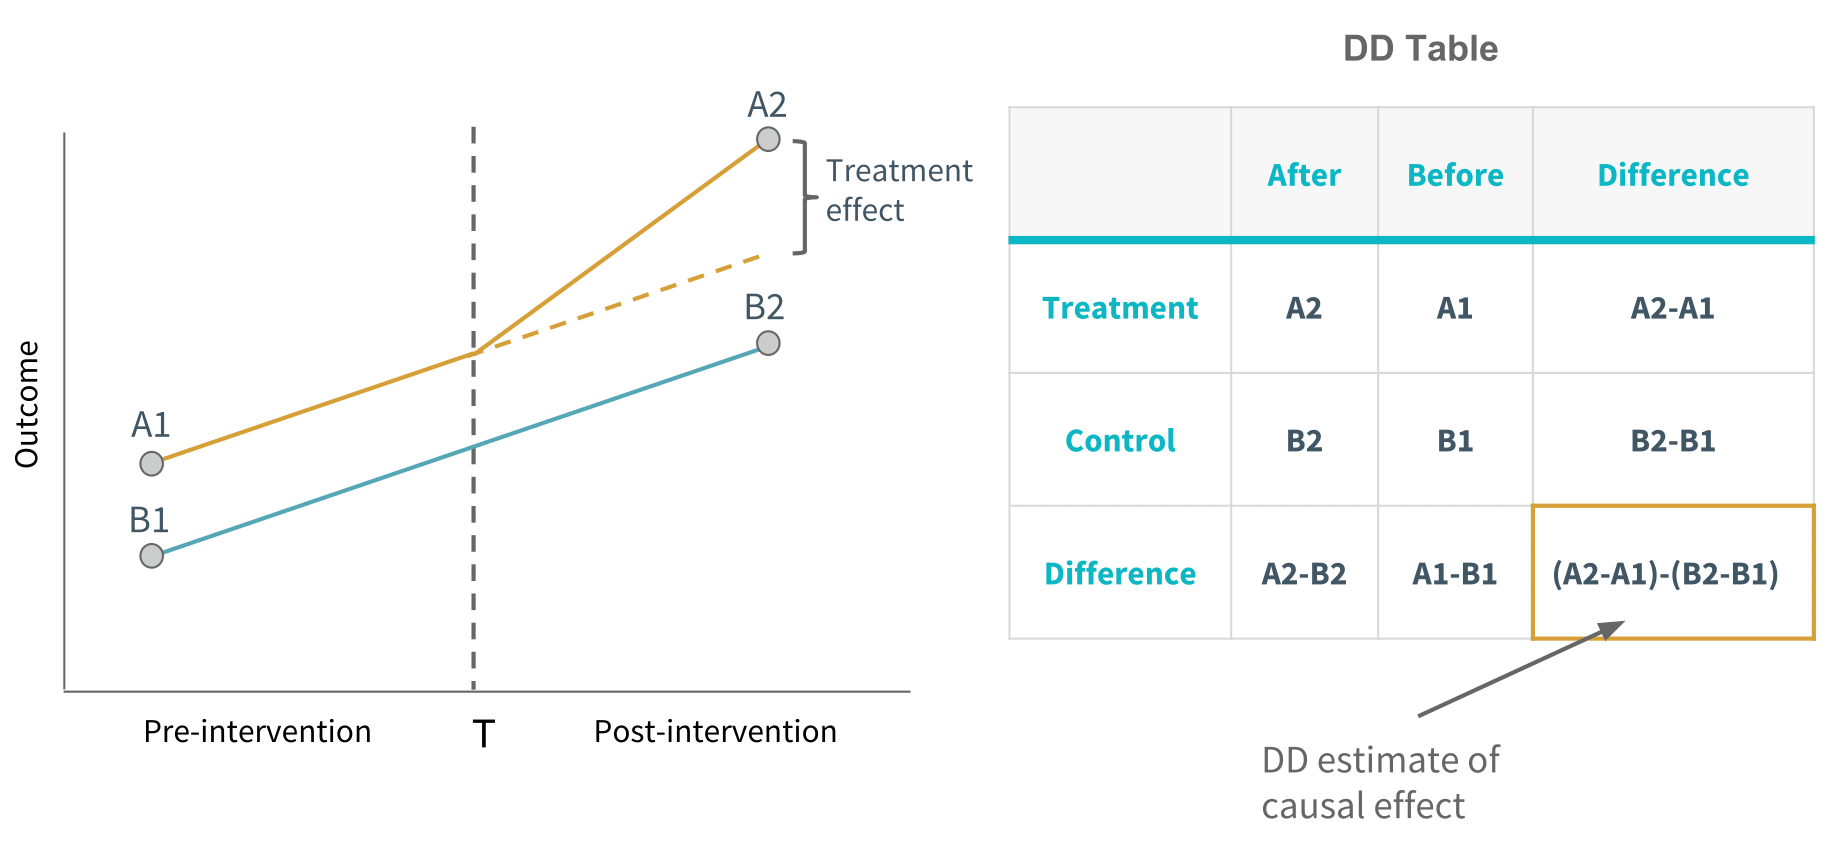 DD Table
A2
Treatment
effect
B2
A1
B1
Outcome
Pre-intervention T Post-intervention
After Before Difference
Treatment A2 A1 A2-A1
Control B2 B1 B2-B1
Difference A2-B2 A1-B1 (A2-A1)-(B2-B1)
DD estimate of
causal effect